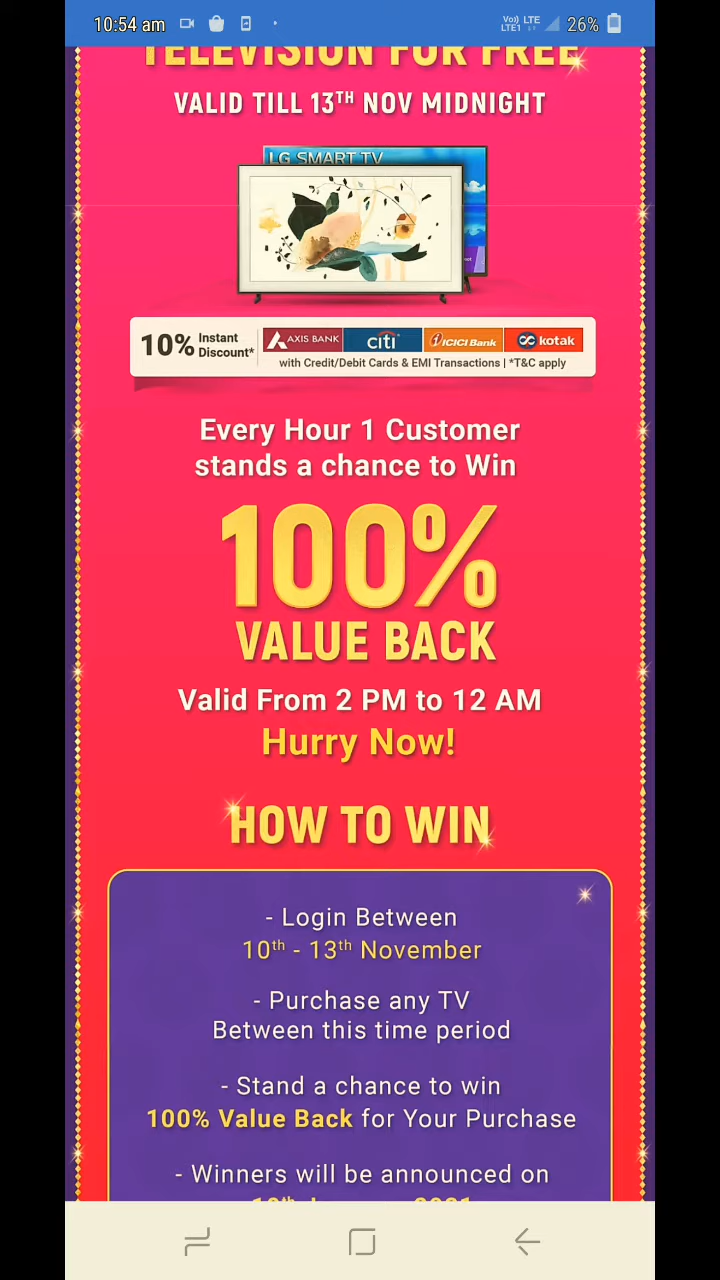 10:54 am
Vo) LTE
LTE1
26%
TELEVISION FOR FREE
VALID TILL 13TH NOV MIDNIGHT
LG SMART TV
10% Instant Discount*
AXIS BANK
citi
ICICI Bank
kotak
with Credit/Debit Cards & EMI Transactions | *T&C apply
Every Hour 1 Customer
stands a chance to Win
100%
VALUE BACK
Valid From 2 PM to 12 AM
Hurry Now!
HOW TO WIN
- Login Between
10th - 13th November
- Purchase any TV
Between this time period
- Stand a chance to win
100% Value Back for Your Purchase
- Winners will be announced on